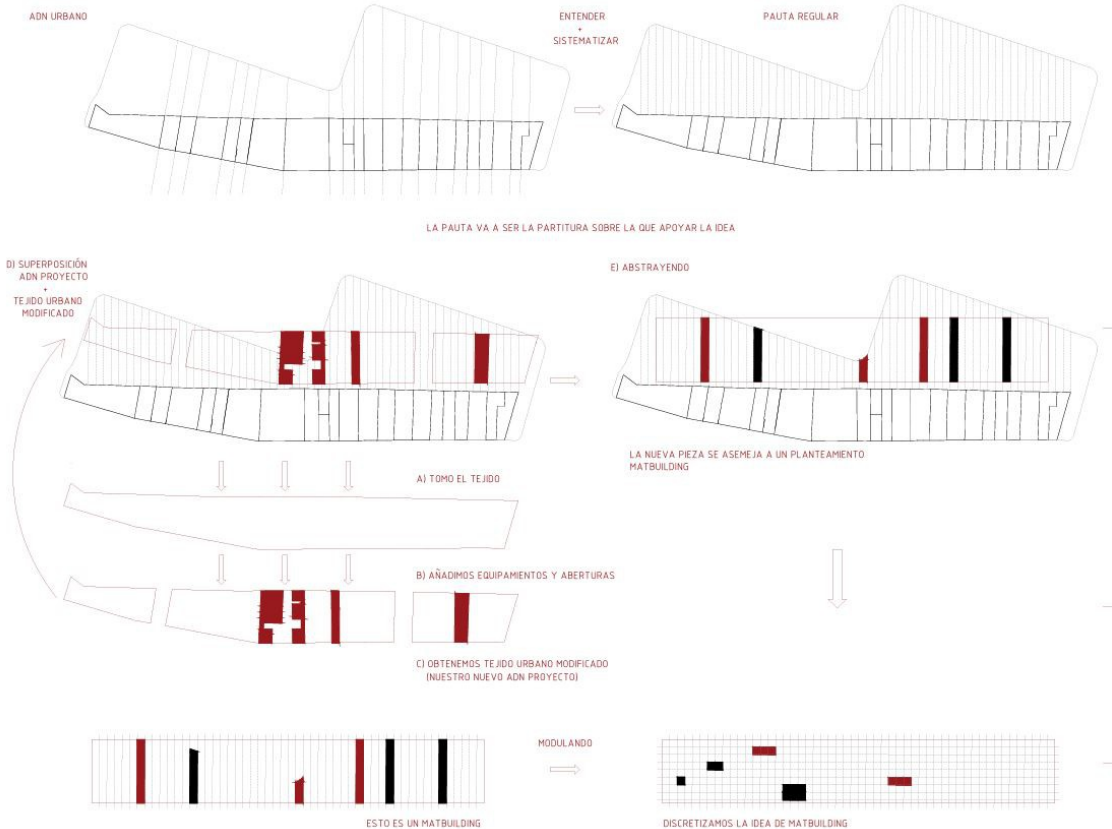 ADN URBANO
ENTENDER
+
SISTEMATIZAR
PAUTA REGULAR
LA PAUTA VA A SER LA PARTITURA SOBRE LA QUE APOYAR LA IDEA
D) SUPERPOSICIÓN
ADN PROYECTO
+
TEJIDO URBANO
MODIFICADO
E) ABSTRAYENDO
LA NUEVA PIEZA SE ASEMEJA A UN PLANTEAMIENTO
MATBUILDING
A) TOMO EL TEJIDO
B) AÑADIMOS EQUIPAMIENTOS Y ABERTURAS
C) OBTENEMOS TEJIDO URBANO MODIFICADO
(NUESTRO NUEVO ADN PROYECTO)
MODULANDO
ESTO ES UN MATBUILDING
DISCRETIZAMOS LA IDEA DE MATBUILDING